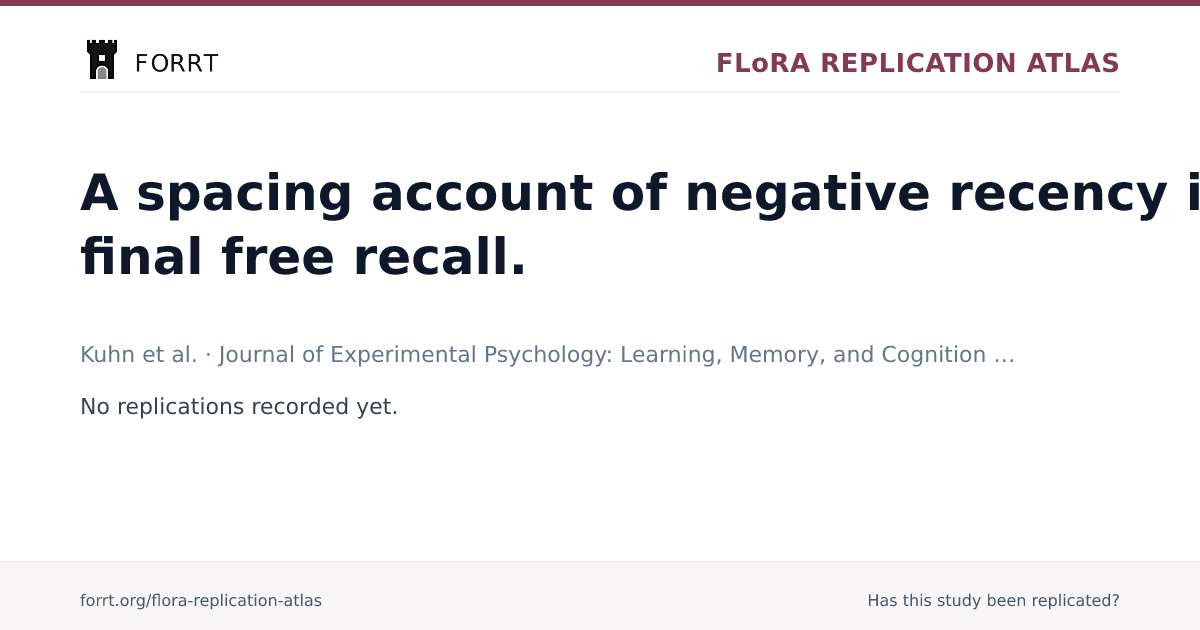 FORRT
FLoRA REPLICATION ATLAS
A spacing account of negative recency i
final free recall.
Kuhn et al. · Journal of Experimental Psychology: Learning, Memory, and Cognition …
No replications recorded yet.
forrt.org/flora-replication-atlas
Has this study been replicated?